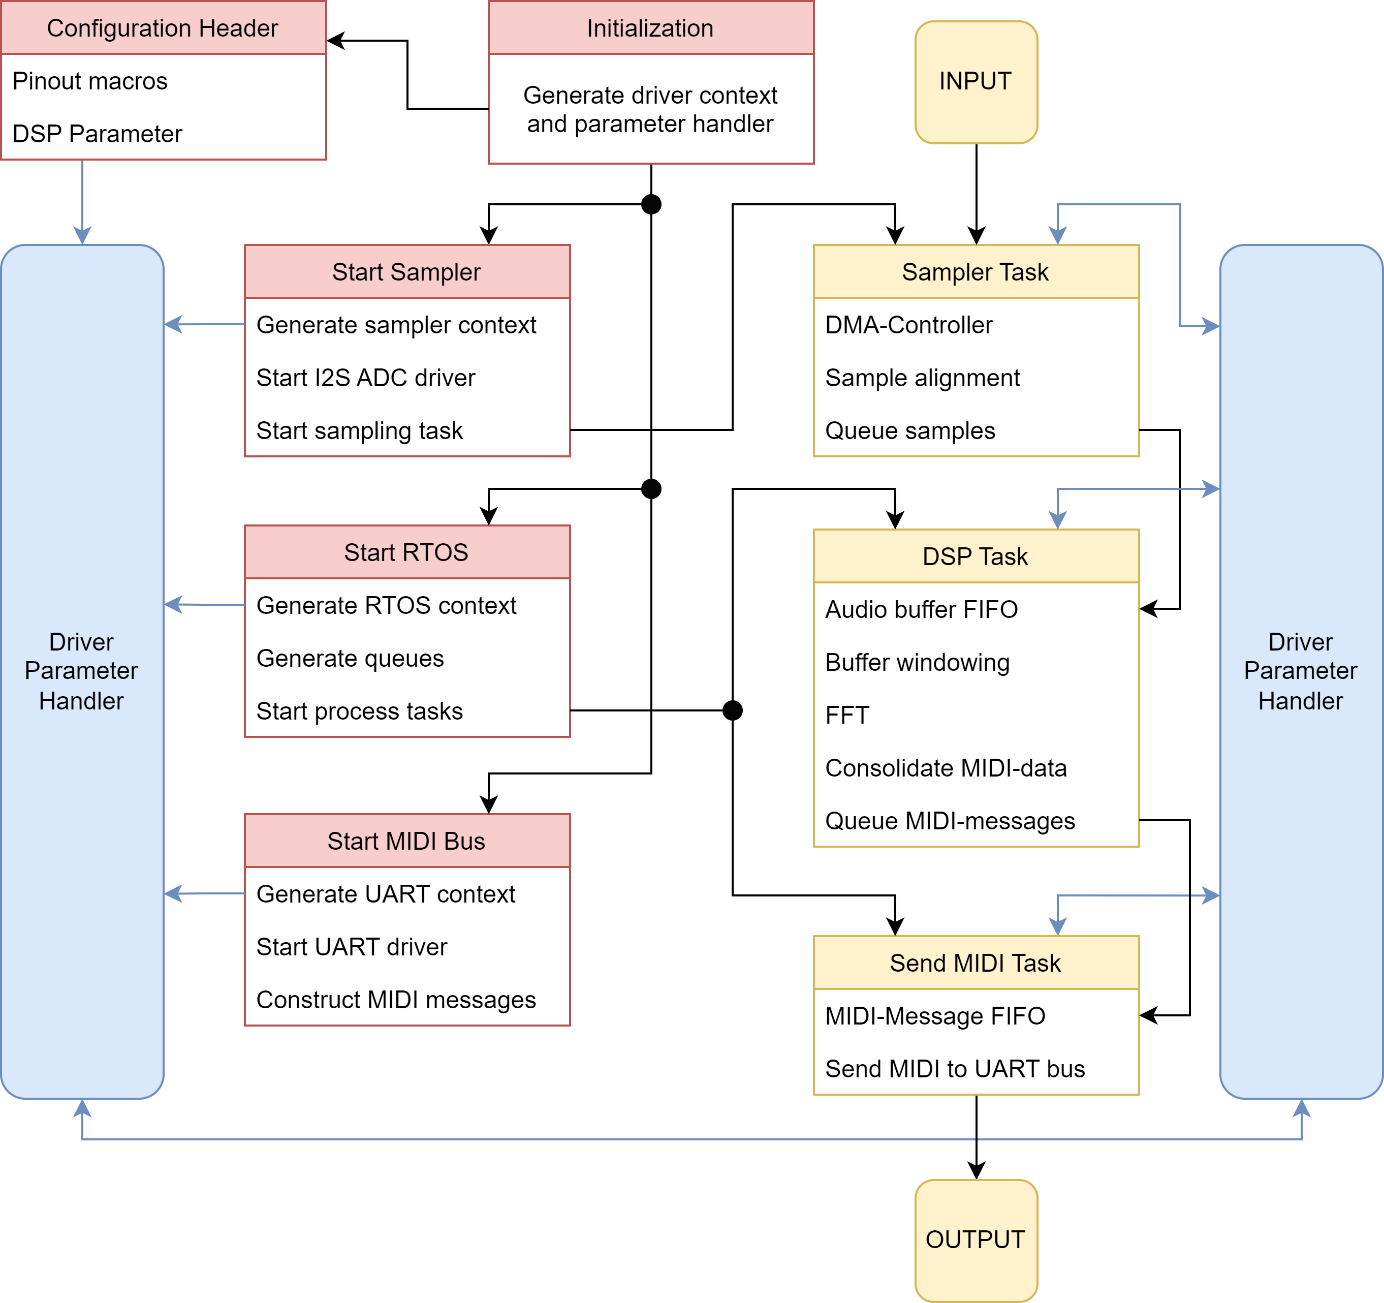 Configuration Header
Pinout macros
DSP Parameter
Initialization
Generate driver context
and parameter handler
INPUT
Start Sampler
Generate sampler context
Start I2S ADC driver
Start sampling task
Sampler Task
DMA-Controller
Sample alignment
Queue samples
Start RTOS
Generate RTOS context
Generate queues
Start process tasks
DSP Task
Audio buffer FIFO
Buffer windowing
FFT
Consolidate MIDI-data
Queue MIDI-messages
Driver
Parameter
Handler
Driver
Parameter
Handler
Start MIDI Bus
Generate UART context
Start UART driver
Construct MIDI messages
Send MIDI Task
MIDI-Message FIFO
Send MIDI to UART bus
OUTPUT